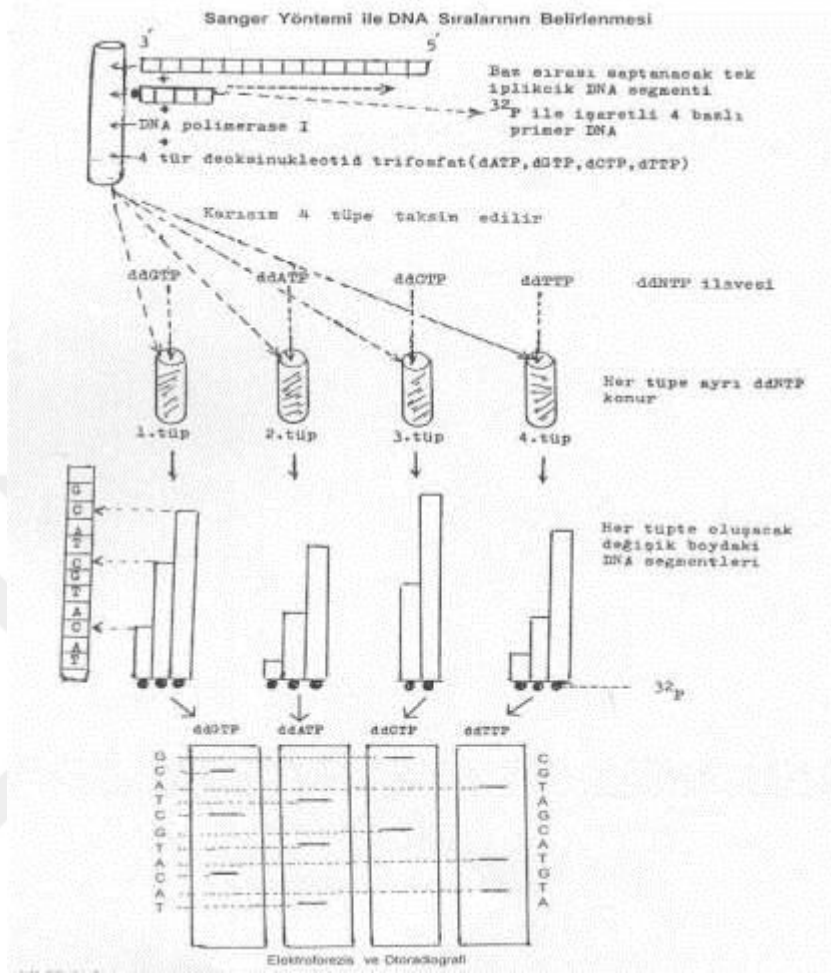 Sanger Yöntemi ile DNA Sıralarının Belirlenmesi
3' 5'
Baz sırası saptanacak tek
iplikcik DNA segmenti
32P ile işaretli 4 bazlı
primer DNA
DNA polimerase I
4 tür deoksinukleotid trifosfat(dATP,dGTP,dCTP,dTTP)
Karısım 4 tüpe taksim edilir
ddGTP ddATP ddCTP ddTTP ddNTP ilavesi
Her tüpe ayrı ddNTP
konur
1.tüp 2.tüp 3.tüp 4.tüp
G
C
A
T
C
G
T
A
C
A
T
Her tüpte oluşacak
değişik boydaki
DNA segmentleri
32P
ddGTP ddATP ddCTP ddTTP
G C
C G
A T
T A
C G
G C
T A
A T
C G
A T
T A
Elektroforezis ve Otoradiografi